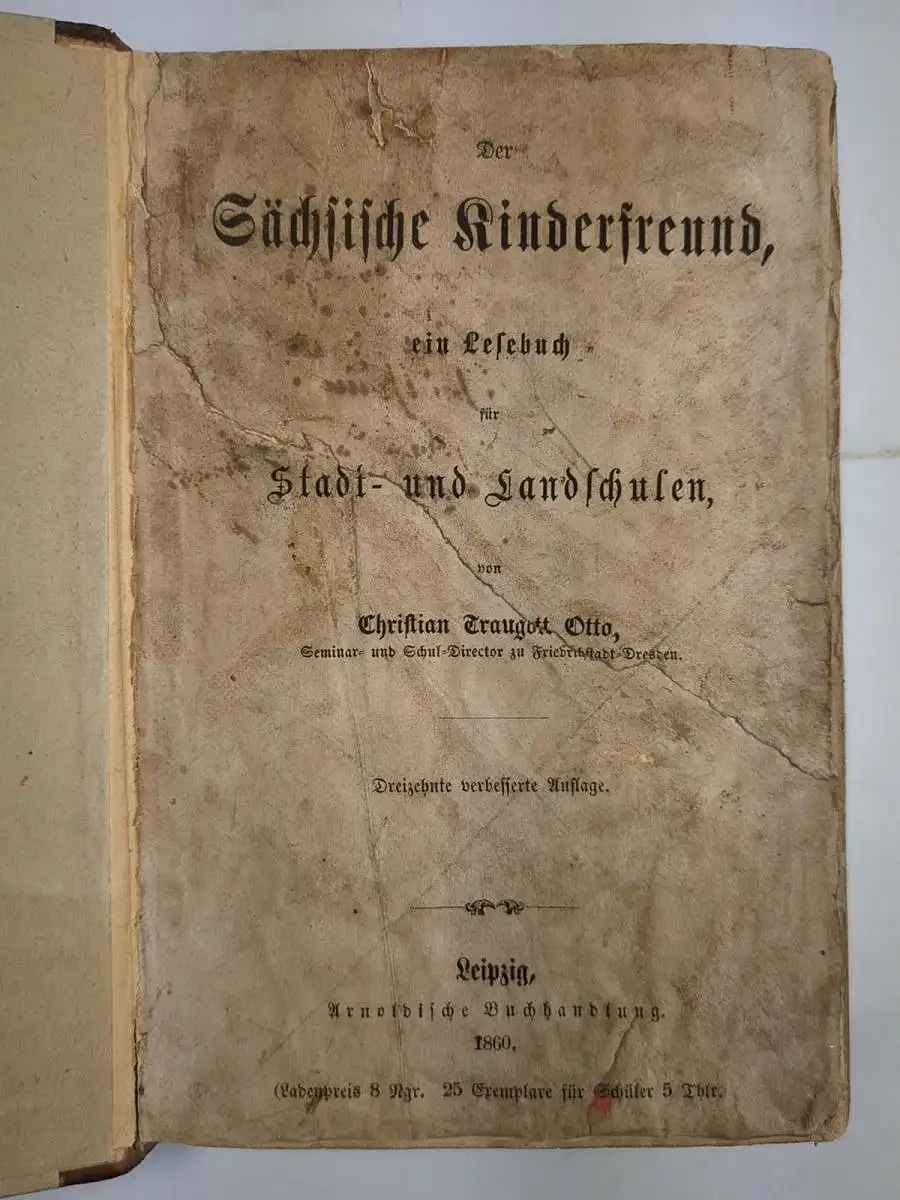 Der
Sächsische Kinderfreund,
ein Lesebuch
für
Stadt- und Landschulen,
von
Christian Traugott Otto,
Seminar- und Schul-Director zu Friedrichstadt-Dresden.
Dreizehnte verbesserte Auflage.
Leipzig,
Arnoldische Buchhandlung.
1860.
(Ladenpreis 8 Ngr. 25 Exemplare für Schüler 5 Thlr.